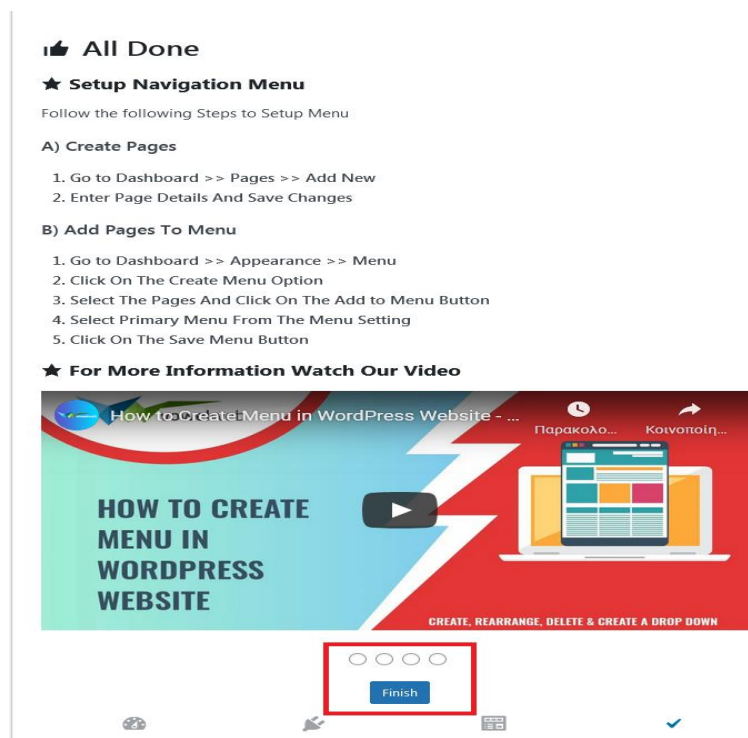 All Done
Setup Navigation Menu
Follow the following Steps to Setup Menu
A) Create Pages
1. Go to Dashboard >> Pages >> Add New
2. Enter Page Details And Save Changes
B) Add Pages To Menu
1. Go to Dashboard >> Appearance >> Menu
2. Click On The Create Menu Option
3. Select The Pages And Click On The Add to Menu Button
4. Select Primary Menu From The Menu Setting
5. Click On The Save Menu Button
For More Information Watch Our Video
How to Create Menu in WordPress Website - ...
Παρακολο...
Κοινοποίη...
HOW TO CREATE
MENU IN
WORDPRESS
WEBSITE
CREATE, REARRANGE, DELETE & CREATE A DROP DOWN
Finish